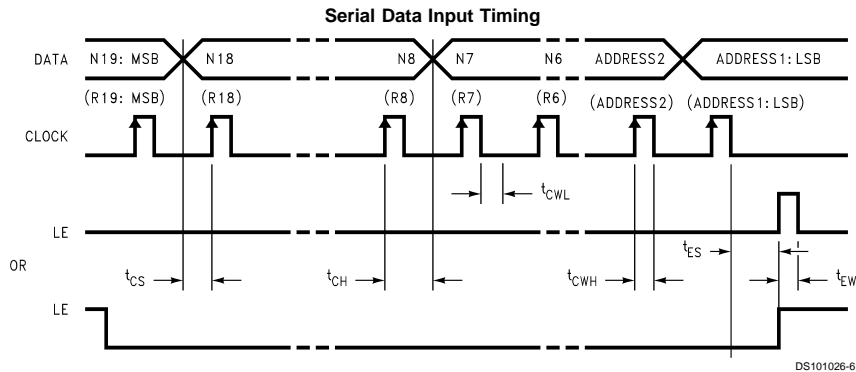 Serial Data Input Timing
DATA N19: MSB N18 N8 N7 N6 ADDRESS2 ADDRESS1: LSB
(R19: MSB) (R18) (R8) (R7) (R6) (ADDRESS2) (ADDRESS1: LSB)
CLOCK
tCWL
LE
tES
OR
tCS tCH tCWH tEW
LE
DS101026-6